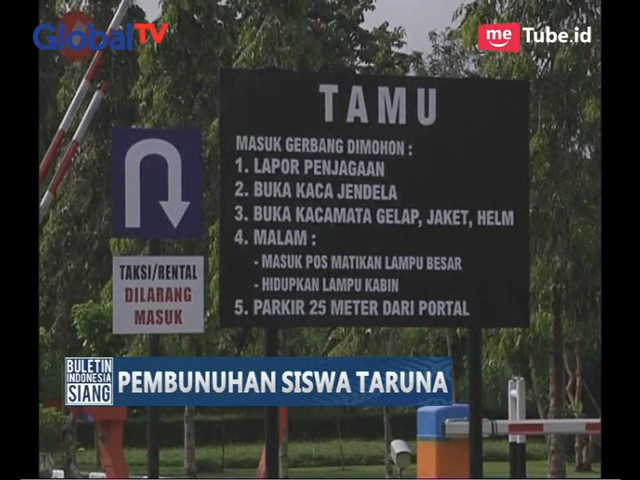 GlobalTV
me Tube.id
TAMU
MASUK GERBANG DIMOHON :
1. LAPOR PENJAGAAN
2. BUKA KACA JENDELA
3. BUKA KACAMATA GELAP, JAKET, HELM
4. MALAM :
- MASUK POS MATIKAN LAMPU BESAR
- HIDUPKAN LAMPU KABIN
5. PARKIR 25 METER DARI PORTAL
TAKSI/RENTAL
DILARANG
MASUK
BULETIN
INDONESIA
SIANG
PEMBUNUHAN SISWA TARUNA